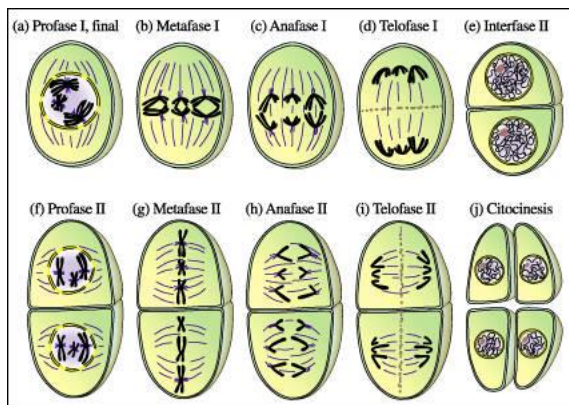 (a) Profase I, final
(b) Metafase I
(c) Anafase I
(d) Telofase I
(e) Interfase II
(f) Profase II
(g) Metafase II
(h) Anafase II
(i) Telofase II
(j) Citocinesis